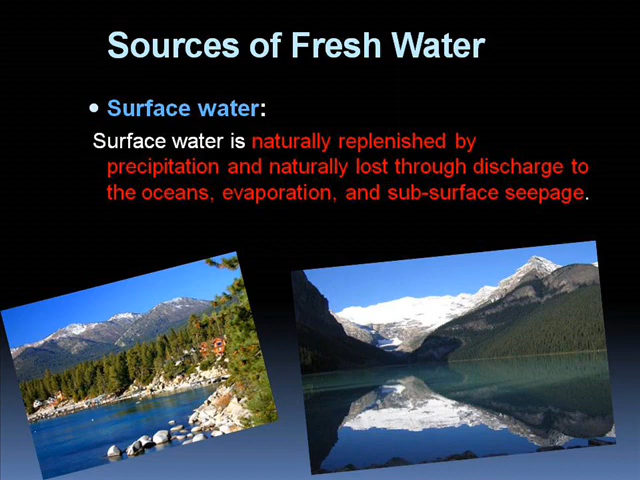 Sources of Fresh Water
• Surface water:
Surface water is naturally replenished by
precipitation and naturally lost through discharge to
the oceans, evaporation, and sub-surface seepage.